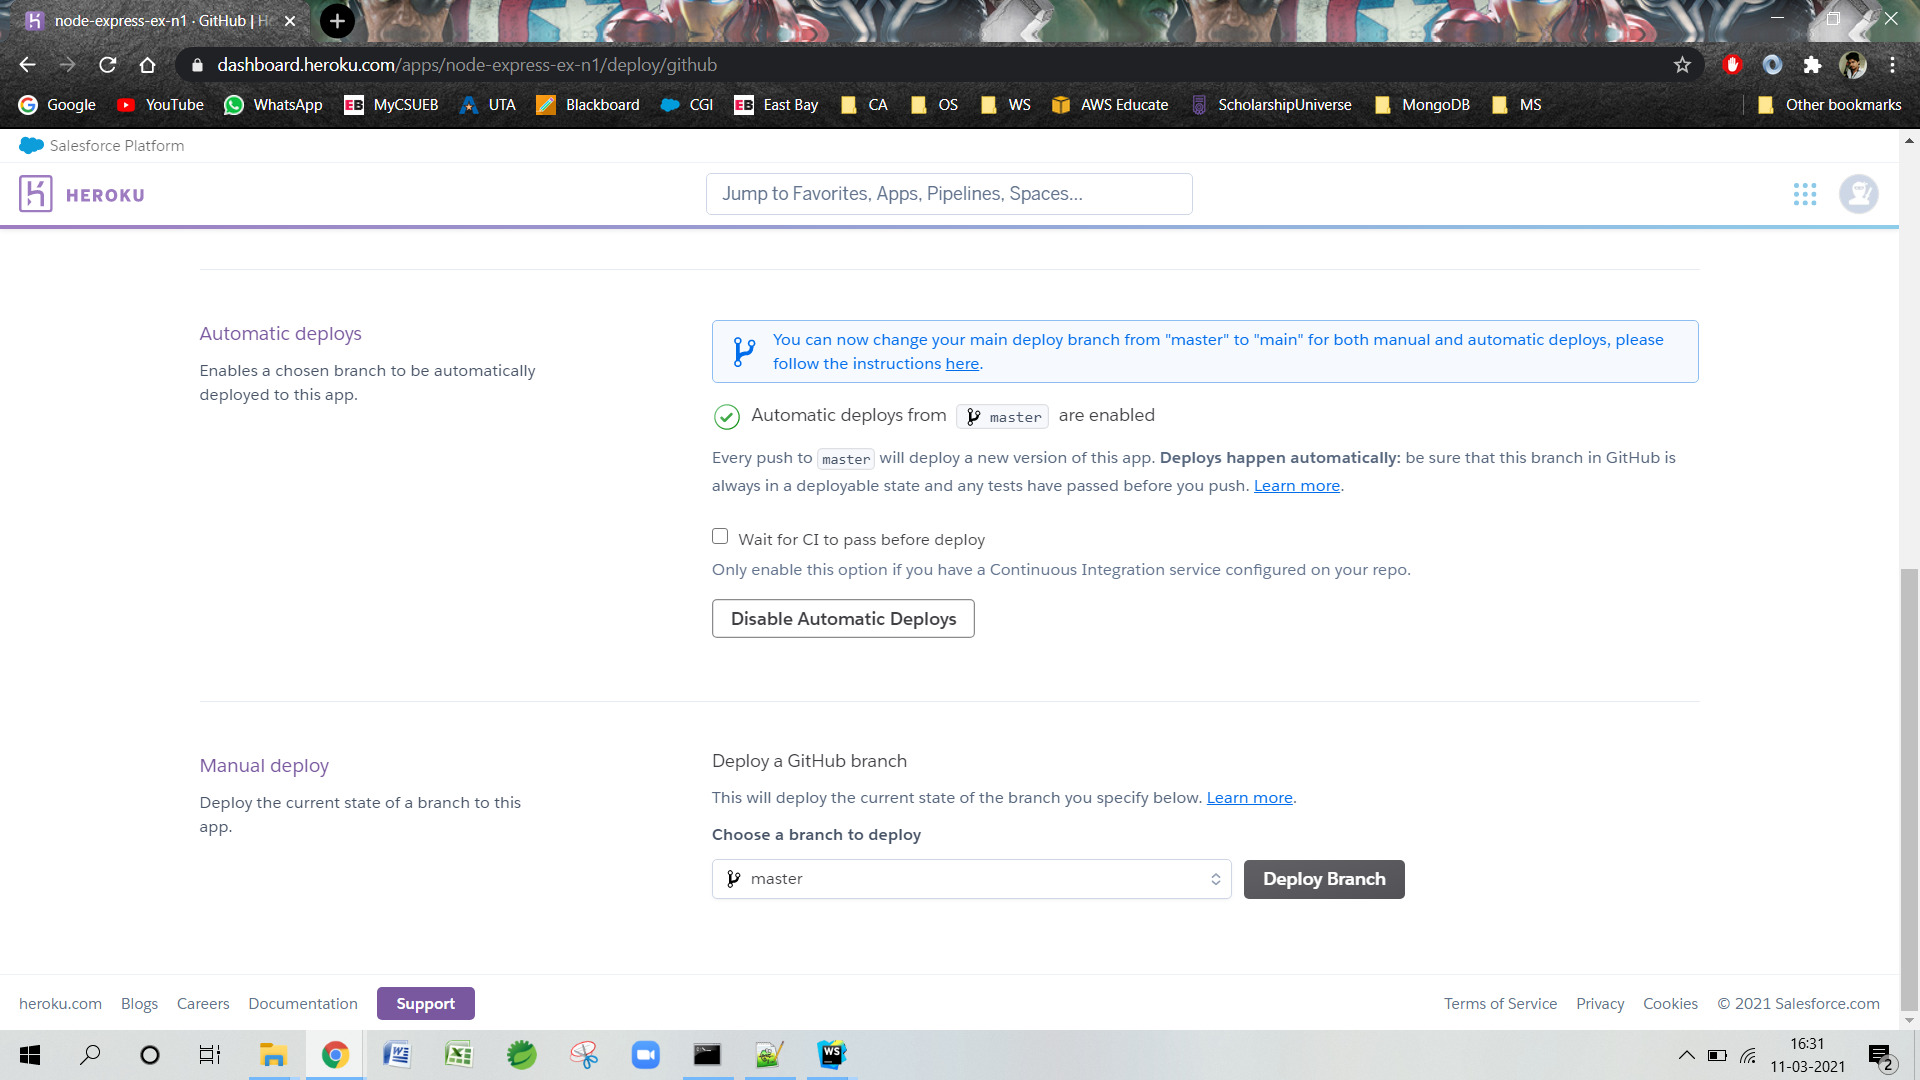 node-express-ex-n1 · GitHub | H
dashboard.heroku.com/apps/node-express-ex-n1/deploy/github
Google YouTube WhatsApp EB MyCSUEB UTA Blackboard CGI EB East Bay CA OS WS AWS Educate ScholarshipUniverse MongoDB MS Other bookmarks
Salesforce Platform
HEROKU
Jump to Favorites, Apps, Pipelines, Spaces...
Automatic deploys
Enables a chosen branch to be automatically
deployed to this app.
You can now change your main deploy branch from "master" to "main" for both manual and automatic deploys, please
follow the instructions here.
Automatic deploys from master are enabled
Every push to master will deploy a new version of this app. Deploys happen automatically: be sure that this branch in GitHub is
always in a deployable state and any tests have passed before you push. Learn more.
Wait for CI to pass before deploy
Only enable this option if you have a Continuous Integration service configured on your repo.
Disable Automatic Deploys
Manual deploy
Deploy the current state of a branch to this
app.
Deploy a GitHub branch
This will deploy the current state of the branch you specify below. Learn more.
Choose a branch to deploy
master
Deploy Branch
heroku.com Blogs Careers Documentation Support Terms of Service Privacy Cookies © 2021 Salesforce.com
WS
16:31
11-03-2021
2